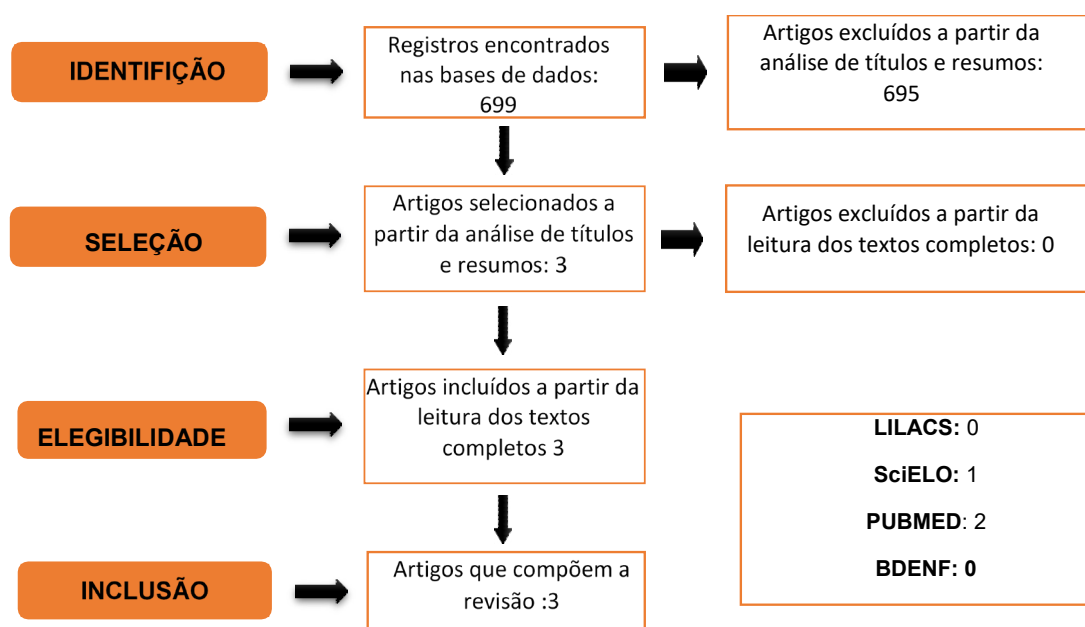 IDENTIFIÇÃO
Registros encontrados
nas bases de dados:
699
Artigos excluídos a partir da
análise de títulos e resumos:
695
SELEÇÃO
Artigos selecionados a
partir da análise de títulos
e resumos: 3
Artigos excluídos a partir da
leitura dos textos completos: 0
ELEGIBILIDADE
Artigos incluídos a partir da
leitura dos textos
completos 3
LILACS: 0
SciELO: 1
PUBMED: 2
BDENF: 0
INCLUSÃO
Artigos que compõem a
revisão :3